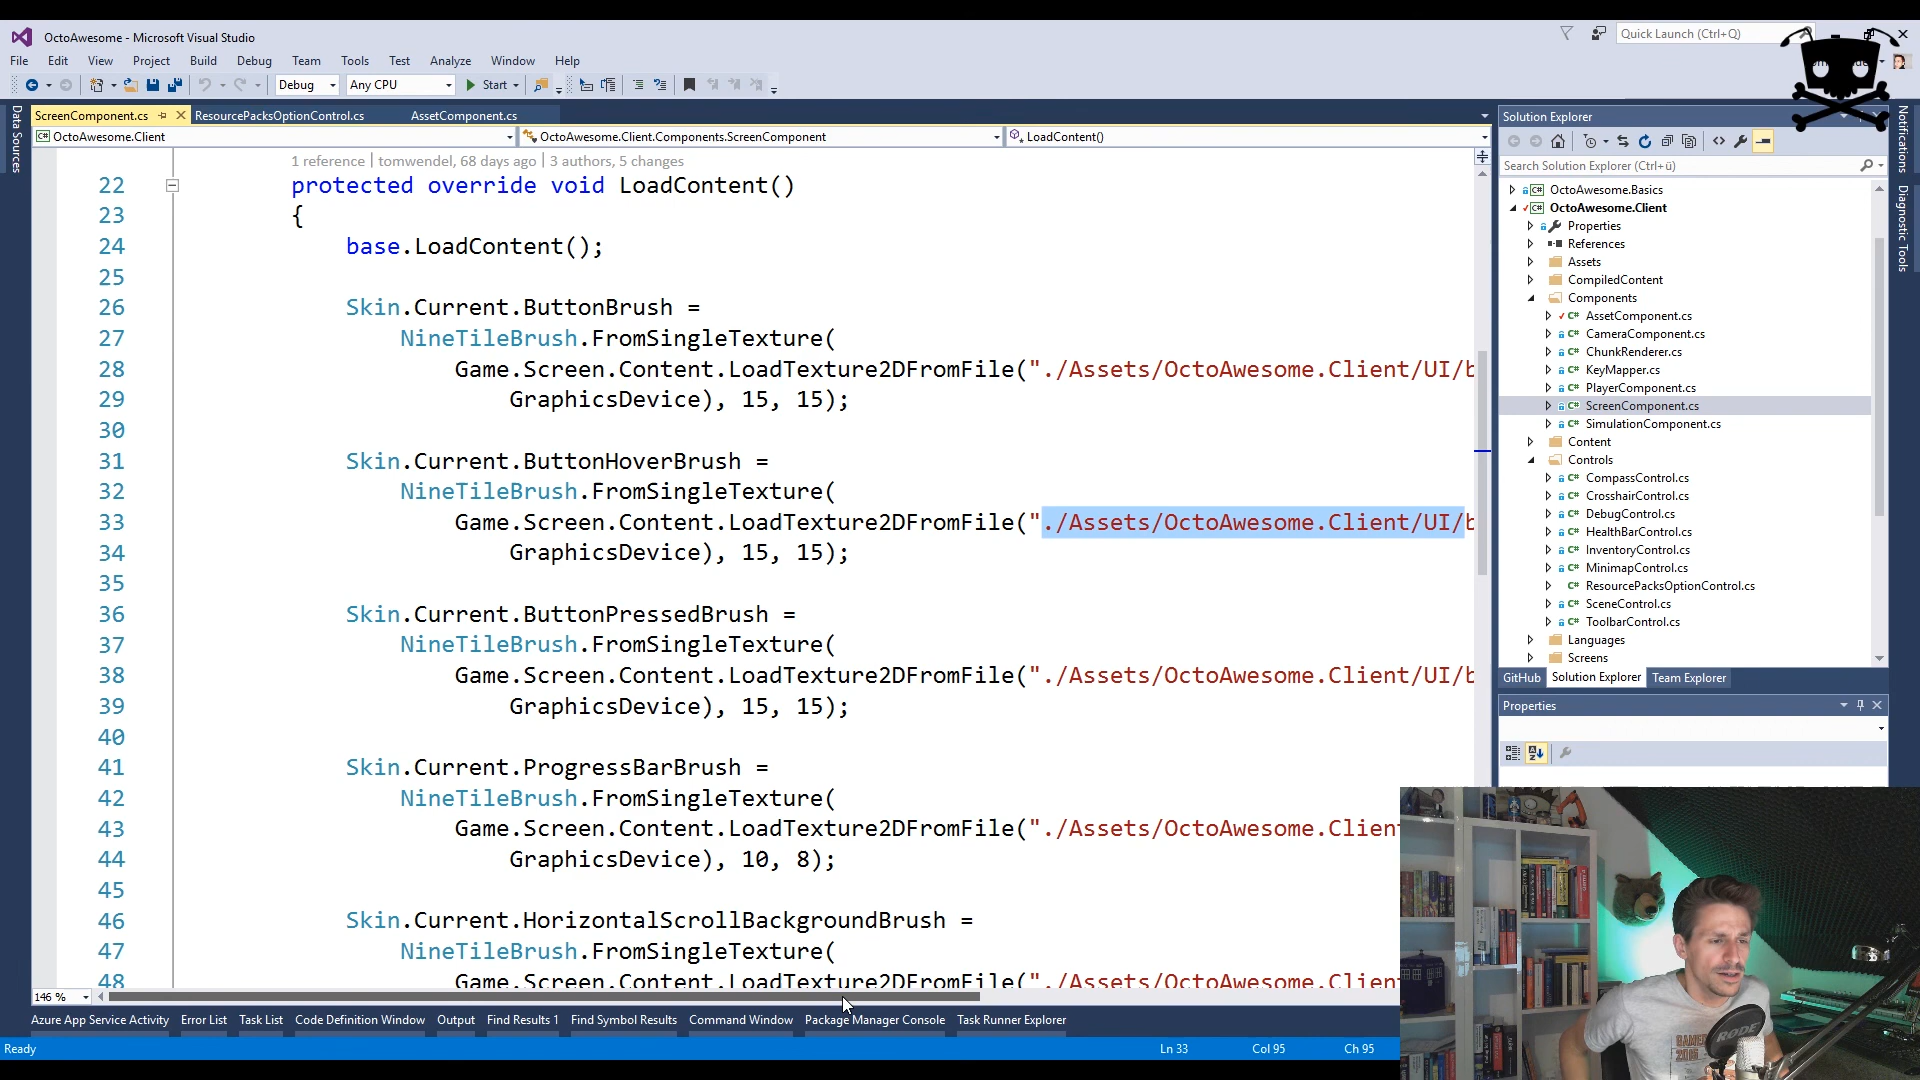 OctoAwesome - Microsoft Visual Studio
Quick Launch (Ctrl+Q)
File Edit View Project Build Debug Team Tools Test Analyze Window Help
Debug Any CPU Start
ScreenComponent.cs ResourcePacksOptionControl.cs AssetComponent.cs
OctoAwesome.Client OctoAwesome.Client.Components.ScreenComponent LoadContent()
Data Sources
1 reference | tomwendel, 68 days ago | 3 authors, 5 changes
22 protected override void LoadContent()
23 {
24 base.LoadContent();
25
26 Skin.Current.ButtonBrush =
27 NineTileBrush.FromSingleTexture(
28 Game.Screen.Content.LoadTexture2DFromFile("./Assets/OctoAwesome.Client/UI/b
29 GraphicsDevice), 15, 15);
30
31 Skin.Current.ButtonHoverBrush =
32 NineTileBrush.FromSingleTexture(
33 Game.Screen.Content.LoadTexture2DFromFile("./Assets/OctoAwesome.Client/UI/b
34 GraphicsDevice), 15, 15);
35
36 Skin.Current.ButtonPressedBrush =
37 NineTileBrush.FromSingleTexture(
38 Game.Screen.Content.LoadTexture2DFromFile("./Assets/OctoAwesome.Client/UI/b
39 GraphicsDevice), 15, 15);
40
41 Skin.Current.ProgressBarBrush =
42 NineTileBrush.FromSingleTexture(
43 Game.Screen.Content.LoadTexture2DFromFile("./Assets/OctoAwesome.Client
44 GraphicsDevice), 10, 8);
45
46 Skin.Current.HorizontalScrollBackgroundBrush =
47 NineTileBrush.FromSingleTexture(
48 Game.Screen.Content.LoadTexture2DFromFile("./Assets/OctoAwesome.Client
146 %
Azure App Service Activity Error List Task List Code Definition Window Output Find Results 1 Find Symbol Results Command Window Package Manager Console Task Runner Explorer
Ready Ln 33 Col 95 Ch 95
Solution Explorer
Search Solution Explorer (Ctrl+ü)
OctoAwesome.Basics
OctoAwesome.Client
Properties
References
Assets
CompiledContent
Components
AssetComponent.cs
CameraComponent.cs
ChunkRenderer.cs
KeyMapper.cs
PlayerComponent.cs
ScreenComponent.cs
SimulationComponent.cs
Content
Controls
CompassControl.cs
CrosshairControl.cs
DebugControl.cs
HealthBarControl.cs
InventoryControl.cs
MinimapControl.cs
ResourcePacksOptionControl.cs
SceneControl.cs
ToolbarControl.cs
Languages
Screens
GitHub Solution Explorer Team Explorer
Properties
Notifications
Diagnostic Tools
RODE